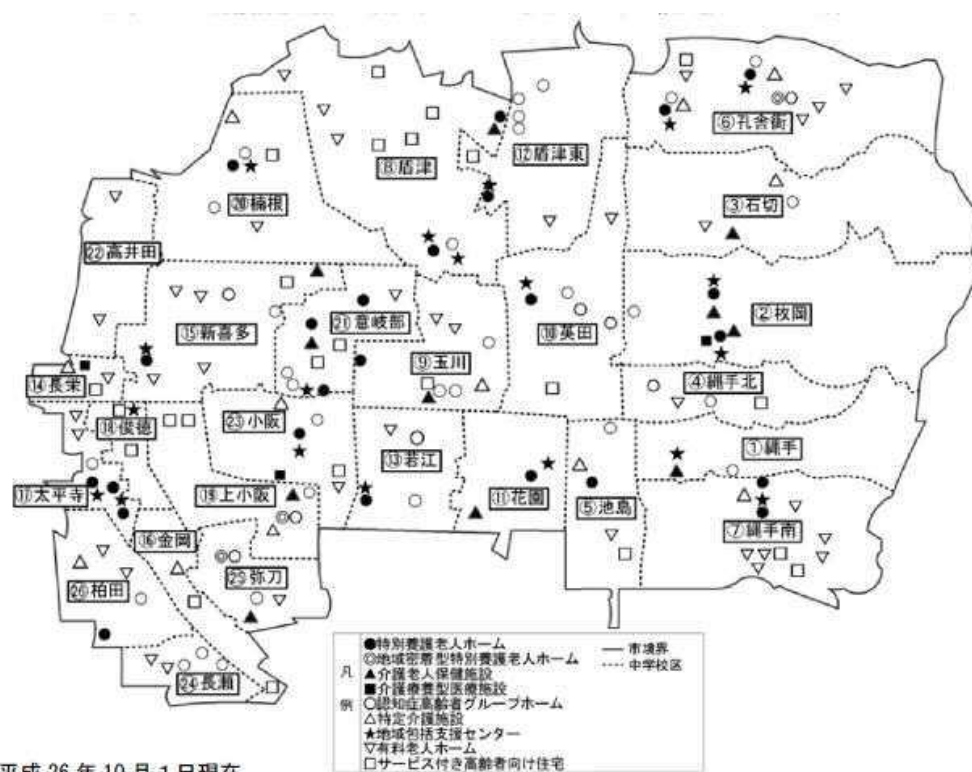 ⑥孔舎衙
⑫盾津東
⑧盾津
③石切
⑳楠根
㉒高井田
②枚岡
㉑意岐部
⑮新喜多
⑩英田
⑨玉川
④縄手北
⑭長栄
㉓小阪
⑱俊徳
⑬若江
①縄手
⑲上小阪
⑪花園
⑰太平寺
⑤池島
⑦縄手南
⑯金岡
㉕弥刀
㉖柏田
㉔長瀬
凡例
●特別養護老人ホーム
◎地域密着型特別養護老人ホーム
▲介護老人保健施設
■介護療養型医療施設
○認知症高齢者グループホーム
△特定介護施設
★地域包括支援センター
▽有料老人ホーム
□サービス付き高齢者向け住宅
市境界
中学校区
平成 26 年 10 月 1 日現在